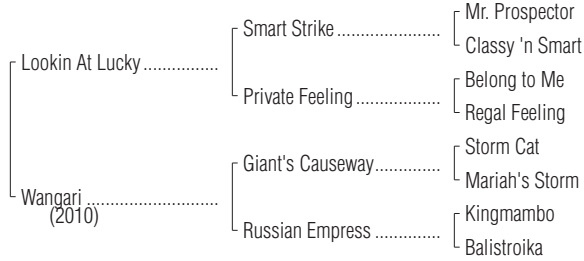 Mr. Prospector
Smart Strike ....................
Classy 'n Smart
Lookin At Lucky ...............
Belong to Me
Private Feeling ................
Regal Feeling
Storm Cat
Giant's Causeway ............
Mariah's Storm
Wangari ..........................
(2010)
Kingmambo
Russian Empress .............
Balistroika